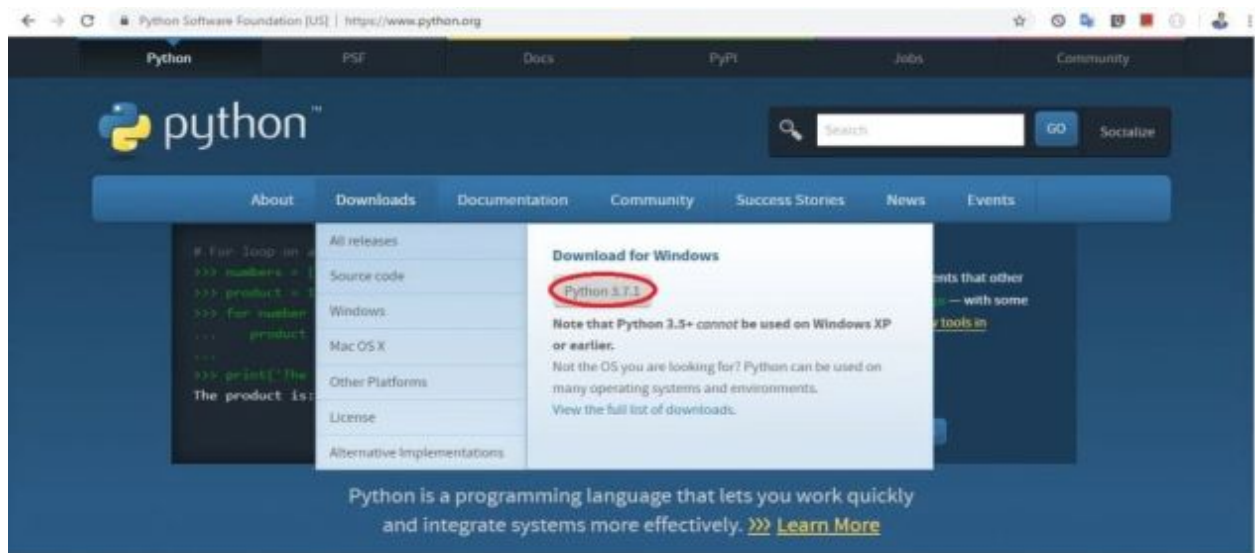 Python Software Foundation [US] | https://www.python.org
Python PSF Docs PyPI Jobs Community
python™
Search GO Socialize
About Downloads Documentation Community Success Stories News Events
All releases
Source code
Windows
Mac OS X
Other Platforms
License
Alternative Implementations
Download for Windows
Python 3.7.1
Note that Python 3.5+ cannot be used on Windows XP
or earlier.
Not the OS you are looking for? Python can be used on
many operating systems and environments.
View the full list of downloads.
# For loop on a
>>> numbers = [
>>> product = 
>>> for number
... product
...
>>> print('The
The product is:
ents that other
— with some
tools in
Python is a programming language that lets you work quickly
and integrate systems more effectively. >>> Learn More